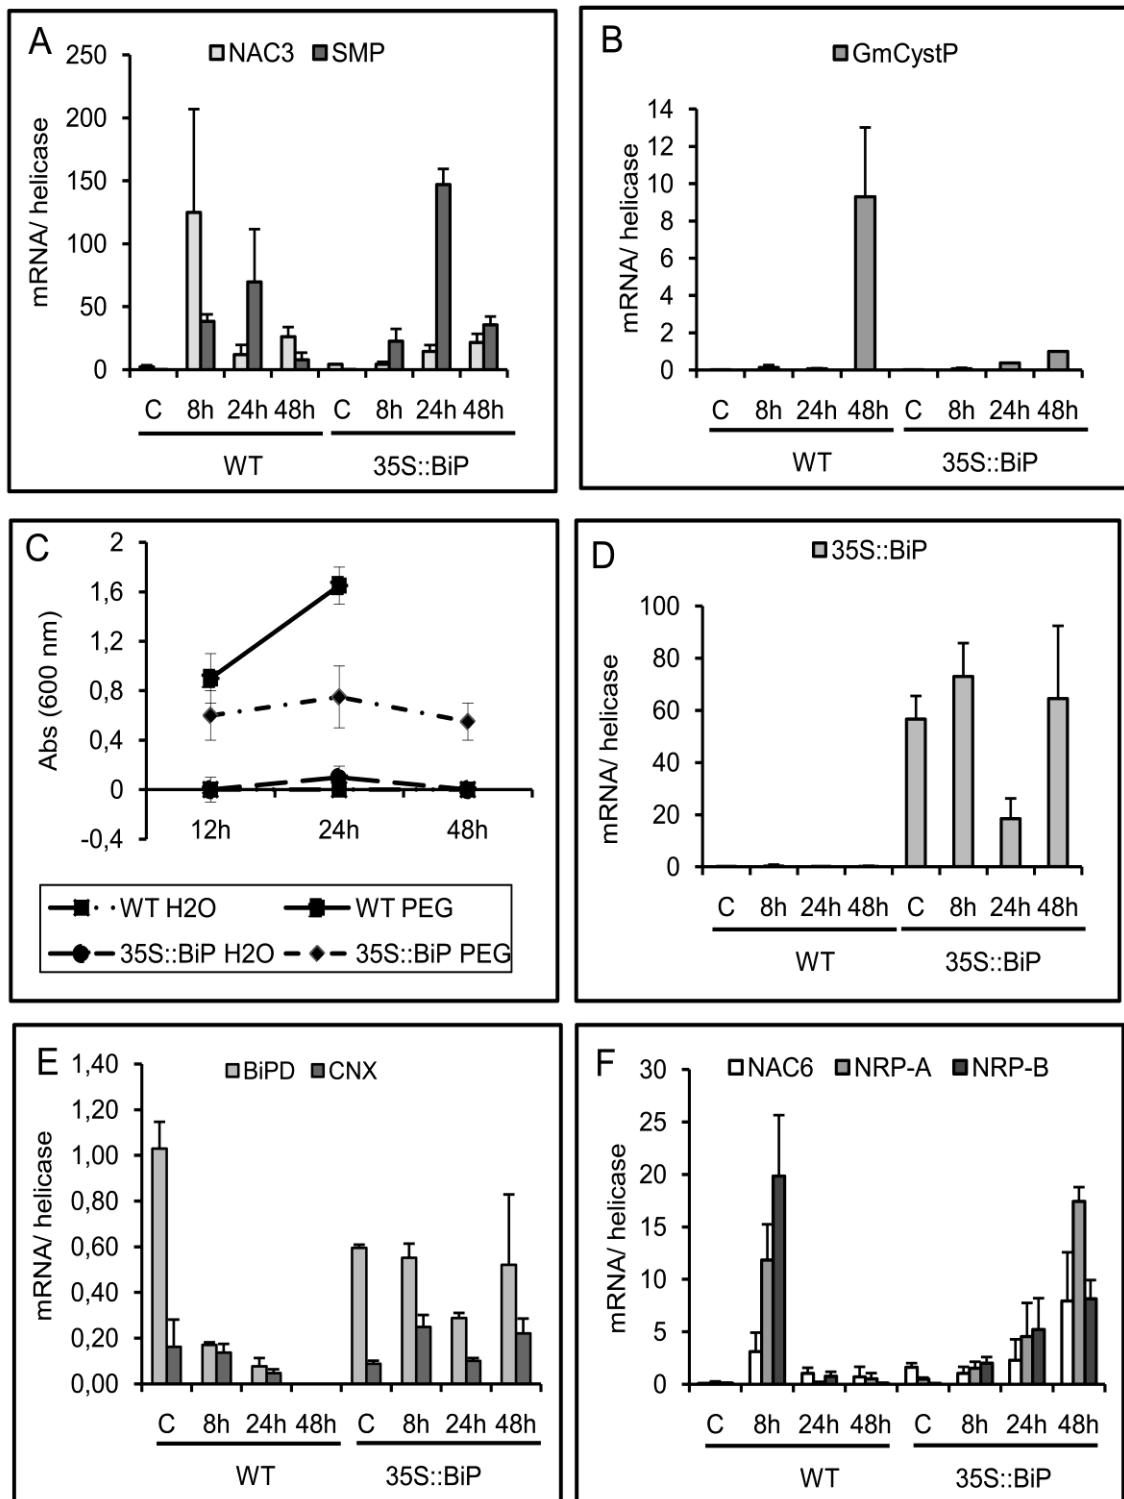 A
NAC3 SMP
250
200
150
100
50
0
mRNA/ helicase
C 8h 24h 48h C 8h 24h 48h
WT 35S::BiP
B
GmCystP
14
12
10
8
6
4
2
0
mRNA/ helicase
C 8h 24h 48h C 8h 24h 48h
WT 35S::BiP
C
2
1,6
1,2
0,8
0,4
0
-0,4
Abs (600 nm)
12h 24h 48h
WT H2O WT PEG
35S::BiP H2O 35S::BiP PEG
D
35S::BiP
100
80
60
40
20
0
mRNA/ helicase
C 8h 24h 48h C 8h 24h 48h
WT 35S::BiP
E
BiPD CNX
1,40
1,20
1,00
0,80
0,60
0,40
0,20
0,00
mRNA/ helicase
C 8h 24h 48h C 8h 24h 48h
WT 35S::BiP
F
NAC6 NRP-A NRP-B
30
25
20
15
10
5
0
mRNA/ helicase
C 8h 24h 48h C 8h 24h 48h
WT 35S::BiP